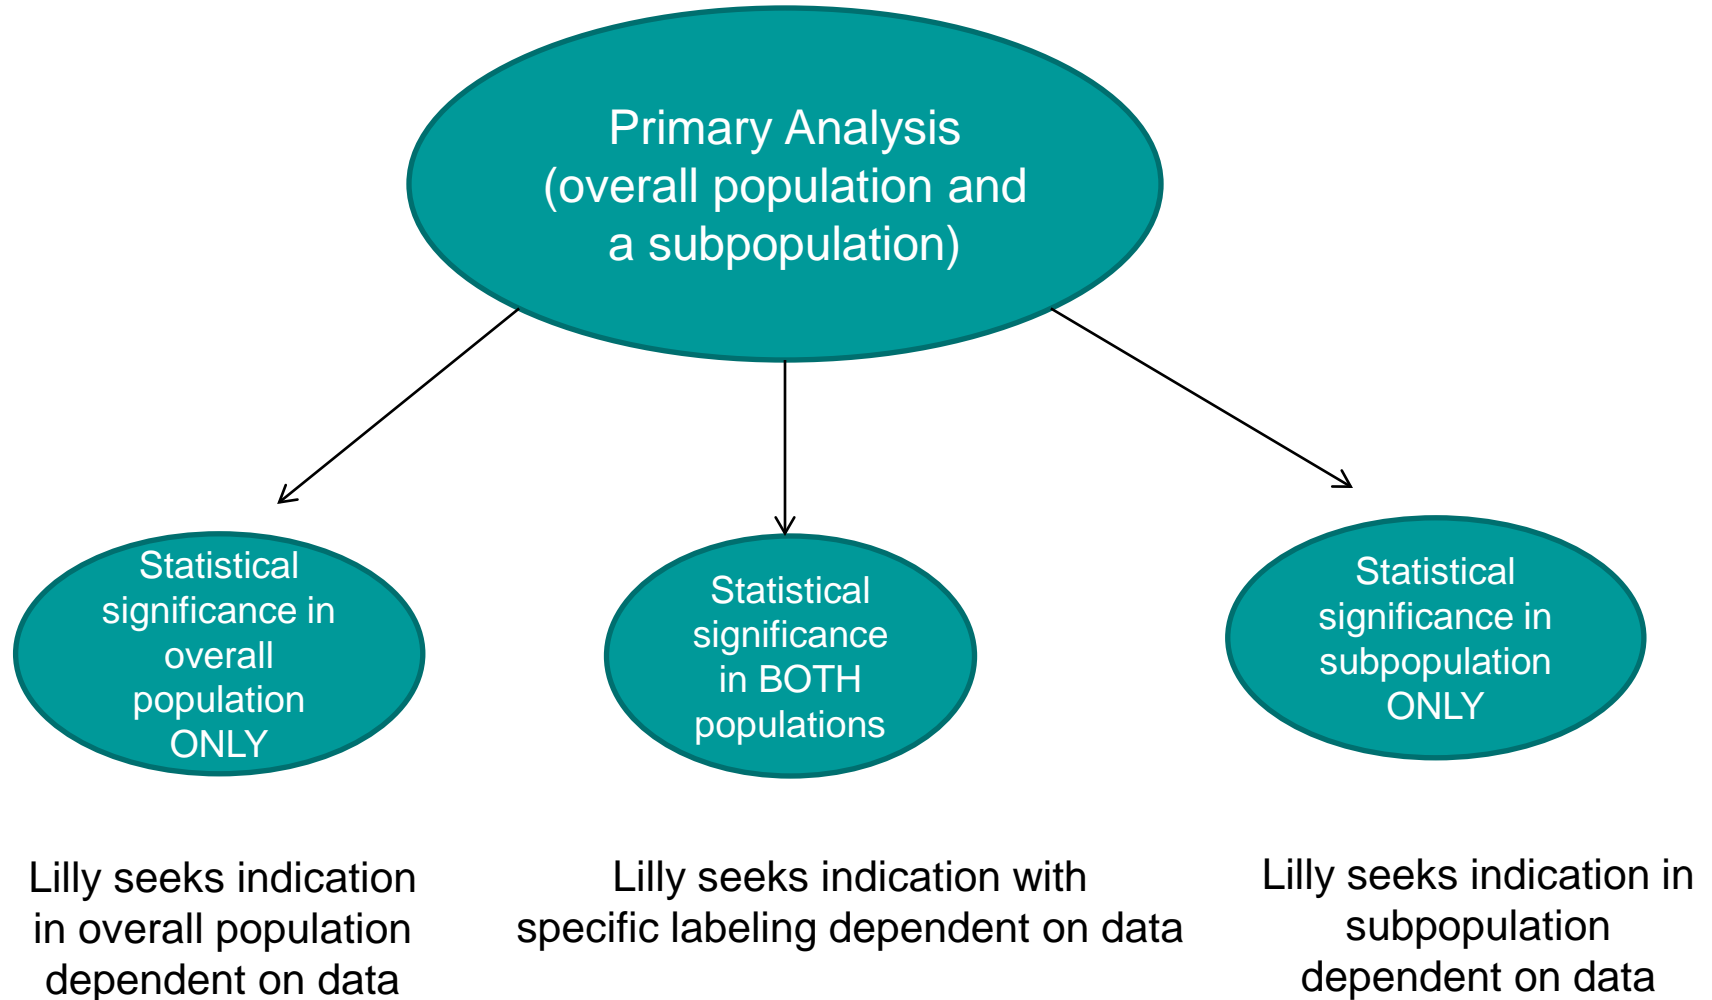 Primary Analysis
(overall population and
a subpopulation)
Statistical
significance in
overall
population
ONLY
Statistical
significance
in BOTH
populations
Statistical
significance in
subpopulation
ONLY
Lilly seeks indication
in overall population
dependent on data
Lilly seeks indication with
specific labeling dependent on data
Lilly seeks indication in
subpopulation
dependent on data